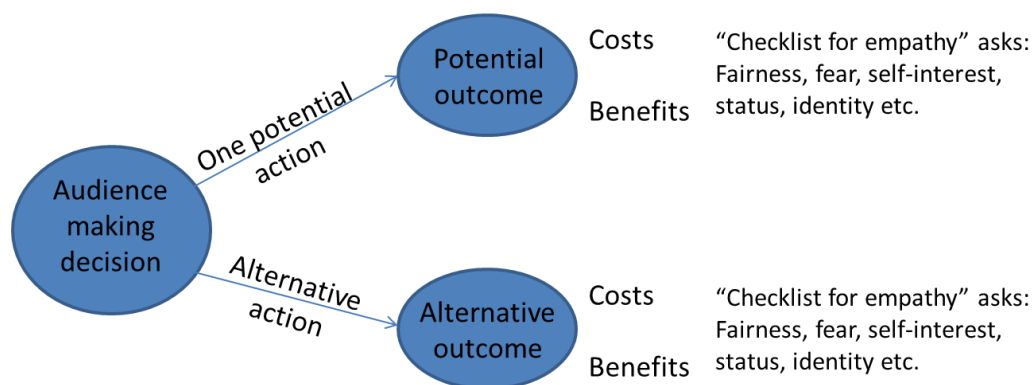 Costs
"Checklist for empathy" asks:
Fairness, fear, self-interest,
status, identity etc.
Potential
outcome
Benefits
One potential
action
Audience
making
decision
Alternative
action
Costs
"Checklist for empathy" asks:
Fairness, fear, self-interest,
status, identity etc.
Alternative
outcome
Benefits